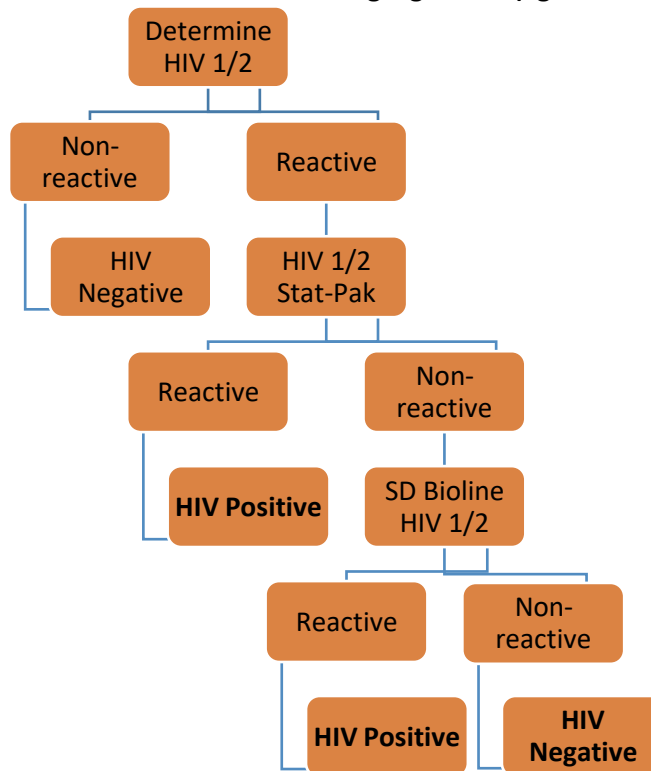 Determine
HIV 1/2
Non-
reactive
Reactive
HIV
Negative
HIV 1/2
Stat-Pak
Reactive
Non-
reactive
HIV Positive
SD Bioline
HIV 1/2
Reactive
Non-
reactive
HIV Positive
HIV
Negative